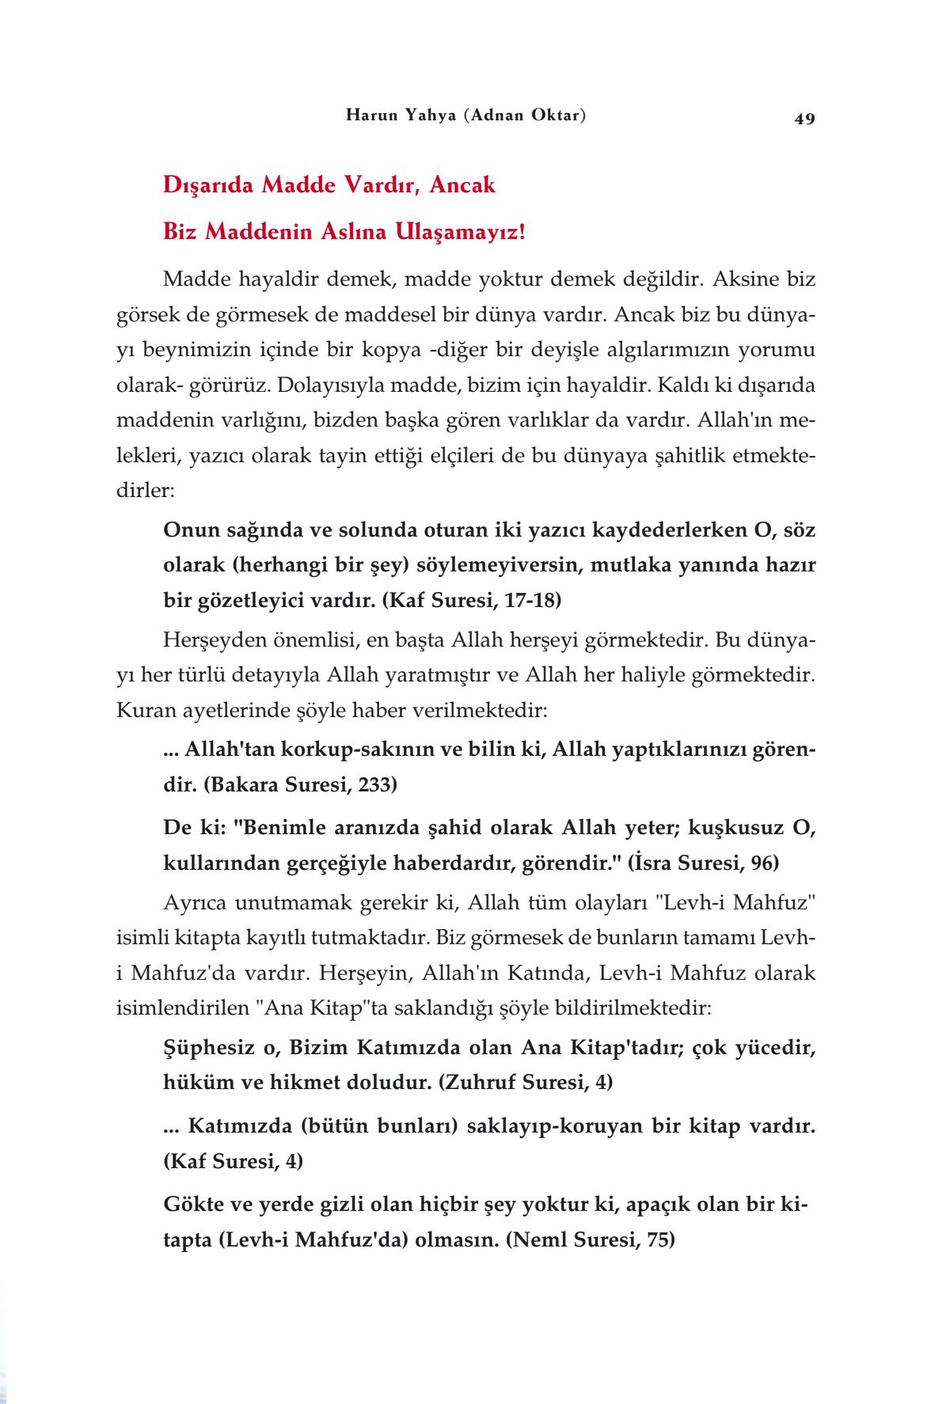 Harun Yahya (Adnan Oktar)
49
Dışarıda Madde Vardır, Ancak
Biz Maddenin Aslına Ulaşamayız!
Madde hayaldir demek, madde yoktur demek değildir. Aksine biz
görsek de görmesek de maddesel bir dünya vardır. Ancak biz bu dünya-
yı beynimizin içinde bir kopya -diğer bir deyişle algılarımızın yorumu
olarak- görürüz. Dolayısıyla madde, bizim için hayaldir. Kaldı ki dışarıda
maddenin varlığını, bizden başka gören varlıklar da vardır. Allah'ın me-
lekleri, yazıcı olarak tayin ettiği elçileri de bu dünyaya şahitlik etmekte-
dirler:
Onun sağında ve solunda oturan iki yazıcı kaydederlerken O, söz
olarak (herhangi bir şey) söylemeyiversin, mutlaka yanında hazır
bir gözetleyici vardır. (Kaf Suresi, 17-18)
Herşeyden önemlisi, en başta Allah herşeyi görmektedir. Bu dünya-
yı her türlü detayıyla Allah yaratmıştır ve Allah her haliyle görmektedir.
Kuran ayetlerinde şöyle haber verilmektedir:
... Allah'tan korkup-sakının ve bilin ki, Allah yaptıklarınızı gören-
dir. (Bakara Suresi, 233)
De ki: "Benimle aranızda şahid olarak Allah yeter; kuşkusuz O,
kullarından gerçeğiyle haberdardır, görendir." (İsra Suresi, 96)
Ayrıca unutmamak gerekir ki, Allah tüm olayları "Levh-i Mahfuz"
isimli kitapta kayıtlı tutmaktadır. Biz görmesek de bunların tamamı Levh-
i Mahfuz'da vardır. Herşeyin, Allah'ın Katında, Levh-i Mahfuz olarak
isimlendirilen "Ana Kitap"ta saklandığı şöyle bildirilmektedir:
Şüphesiz o, Bizim Katımızda olan Ana Kitap'tadır; çok yücedir,
hüküm ve hikmet doludur. (Zuhruf Suresi, 4)
... Katımızda (bütün bunları) saklayıp-koruyan bir kitap vardır.
(Kaf Suresi, 4)
Gökte ve yerde gizli olan hiçbir şey yoktur ki, apaçık olan bir ki-
tapta (Levh-i Mahfuz'da) olmasın. (Neml Suresi, 75)